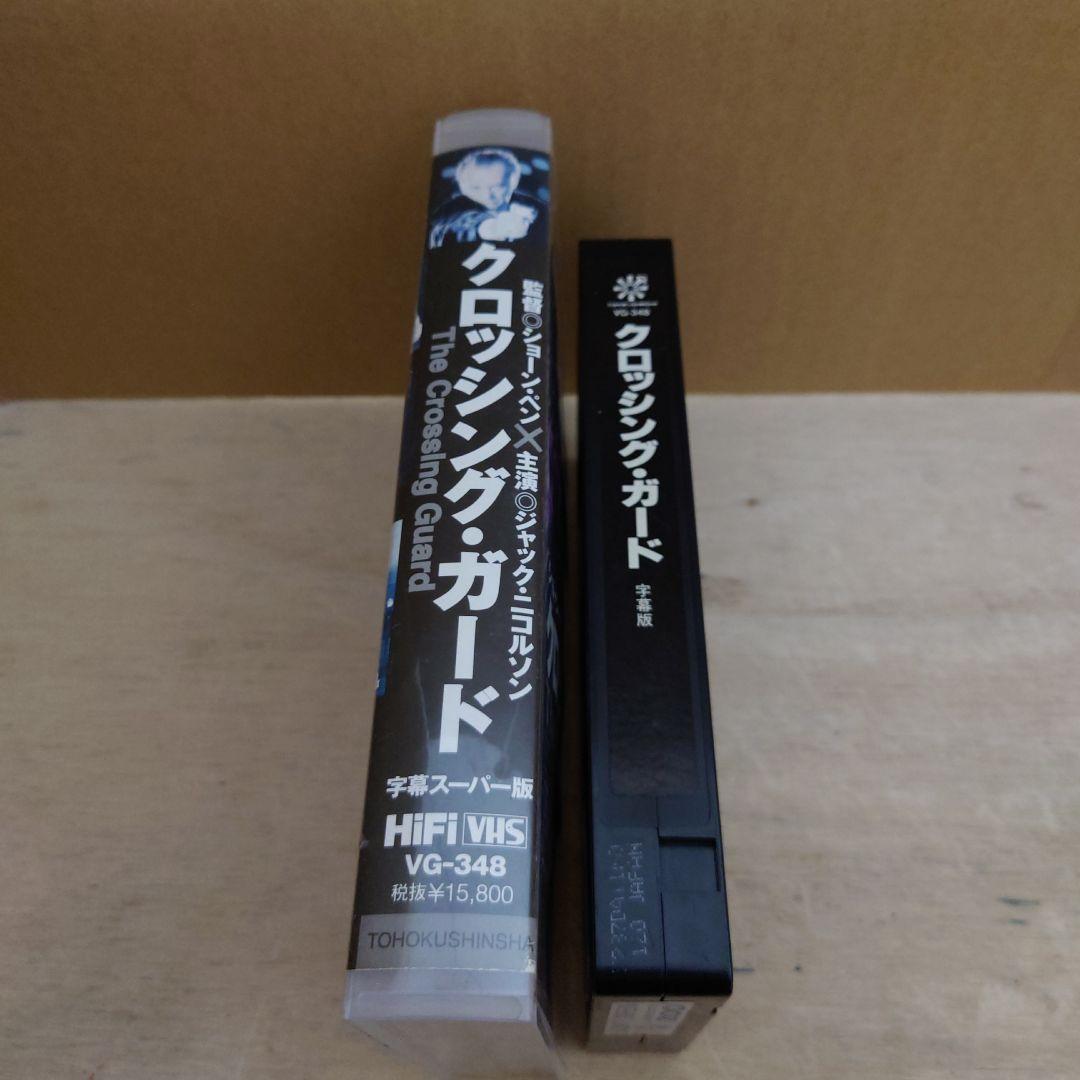 監督◎ショーン・ペン×主演◎ジャック・ニコルソン
クロッシング・ガード
The Crossing Guard
字幕スーパー版
HiFi VHS
VG-348
税抜¥15,800
TOHOKUSHINSHA
VG-348
クロッシング・ガード
字幕版